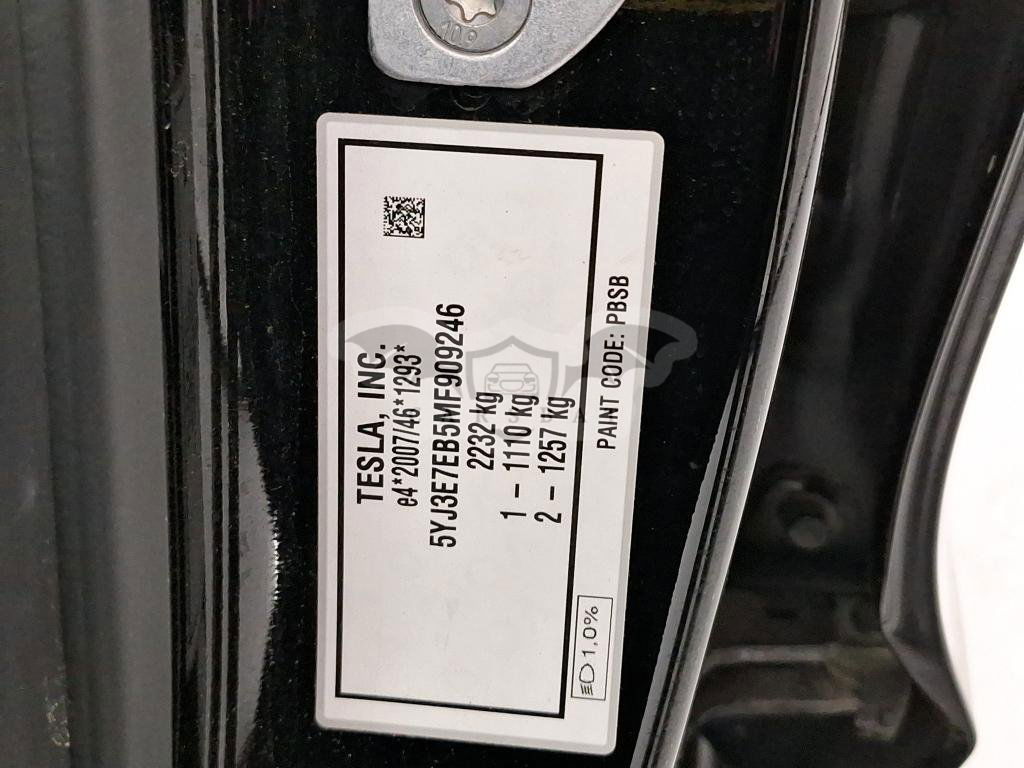 TESLA, INC.
e4*2007/46*1293*
5YJ3E7EB5MF909246
2232 kg
1 – 1110 kg
2 – 1257 kg
PAINT CODE: PBSB
1,0%